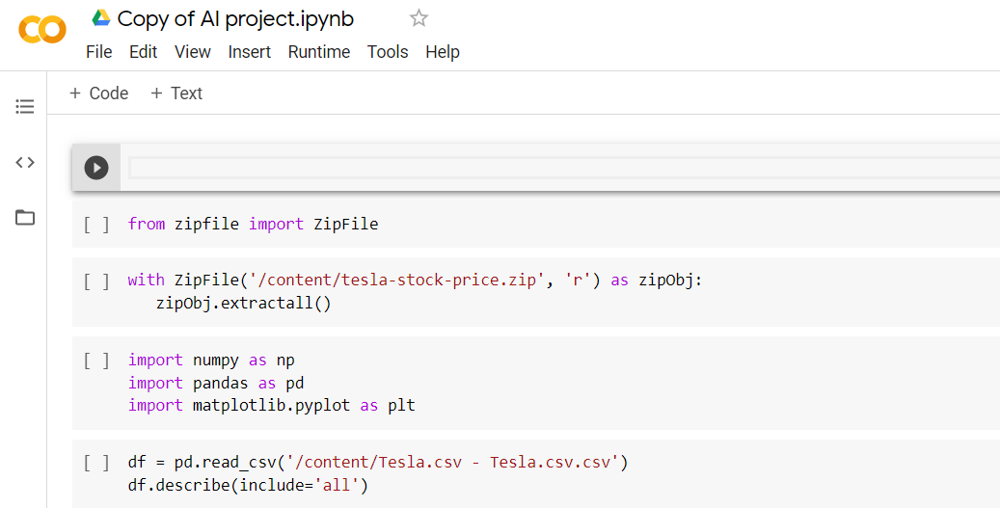 Copy of AI project.ipynb
File Edit View Insert Runtime Tools Help
+ Code + Text
[ ] from zipfile import ZipFile
[ ] with ZipFile('/content/tesla-stock-price.zip', 'r') as zipObj:
   zipObj.extractall()
[ ] import numpy as np
import pandas as pd
import matplotlib.pyplot as plt
[ ] df = pd.read_csv('/content/Tesla.csv - Tesla.csv.csv')
df.describe(include='all')